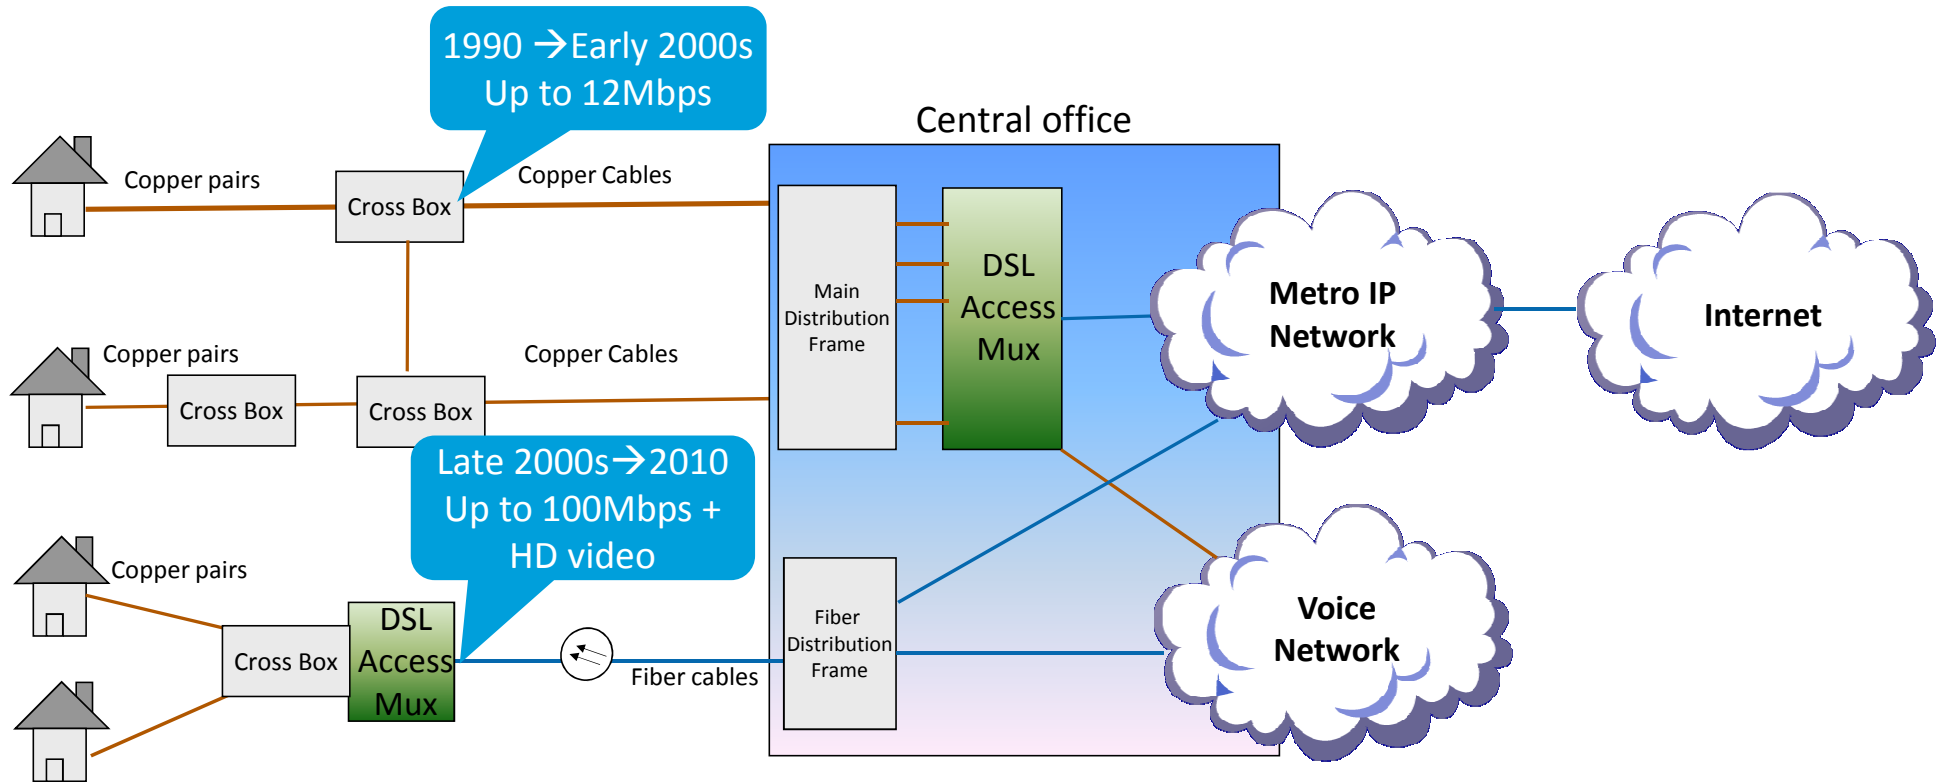 1990 →Early 2000s
Up to 12Mbps
Central office
Copper pairs
Cross Box
Copper Cables
Main
Distribution
Frame
DSL
Access
Mux
Metro IP
Network
Internet
Copper pairs
Cross Box
Cross Box
Copper Cables
Late 2000s→2010
Up to 100Mbps +
HD video
Copper pairs
Cross Box
DSL
Access
Mux
Fiber cables
Fiber
Distribution
Frame
Voice
Network